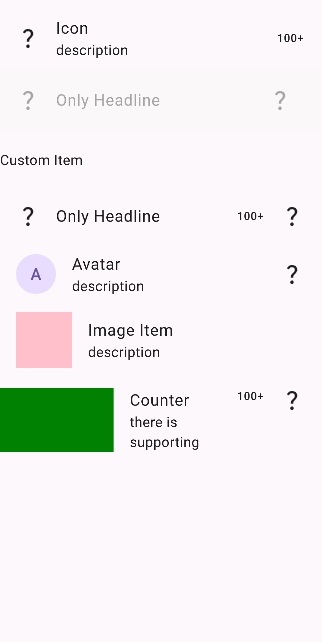 ? Icon 100+
description
? Only Headline ?
Custom Item
? Only Headline 100+ ?
A Avatar ?
description
Image Item
description
Counter 100+ ?
there is
supporting